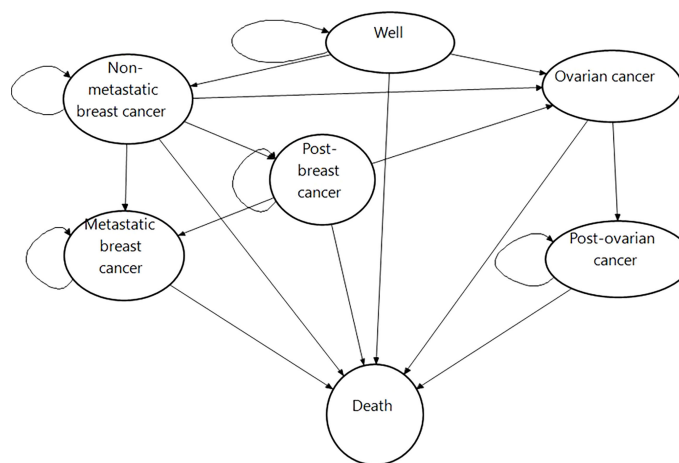 Well
Non-
metastatic
breast cancer
Ovarian cancer
Post-
breast
cancer
Metastatic
breast
cancer
Post-ovarian
cancer
Death